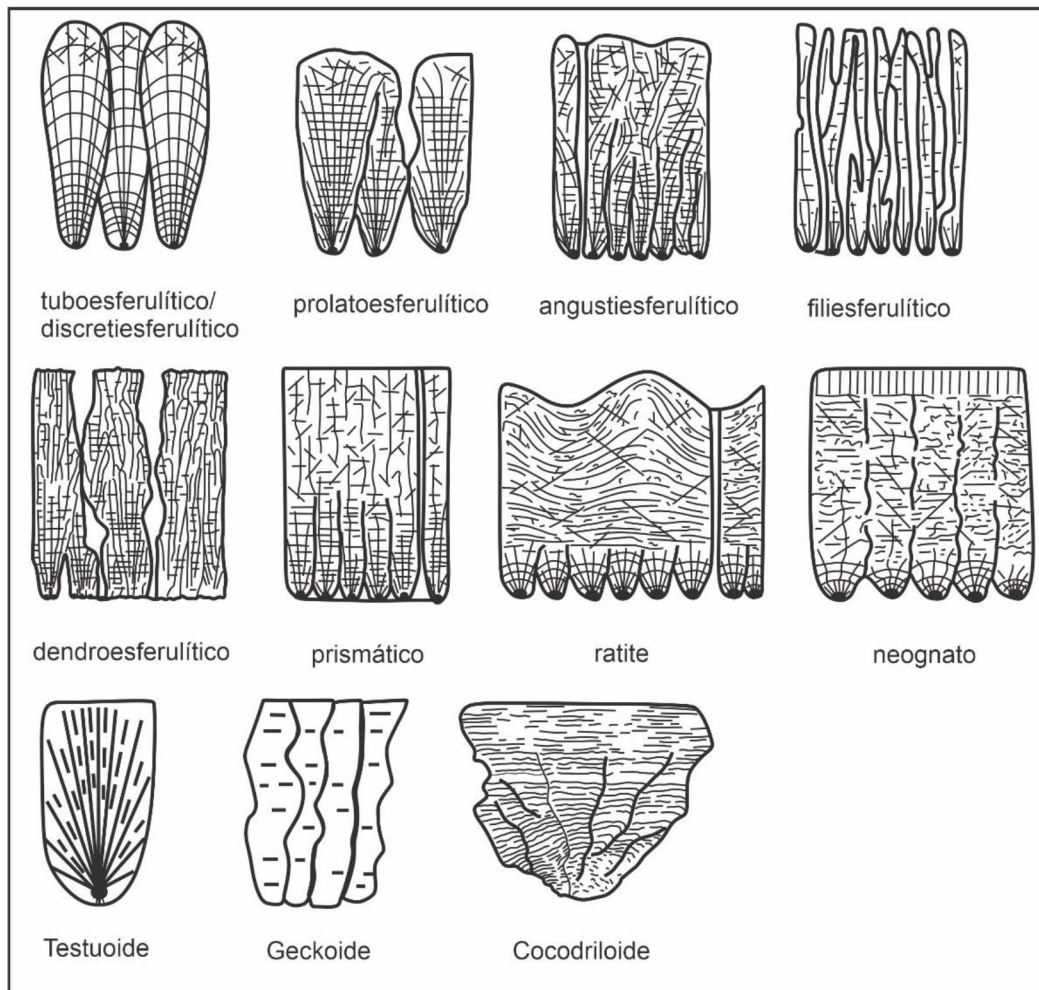 tuboesferulítico/
discretiesferulítico
prolatoesferulítico
angustiesferulítico
filiesferulítico
dendroesferulítico
prismático
ratite
neognato
Testuoide
Geckoide
Cocodriloide